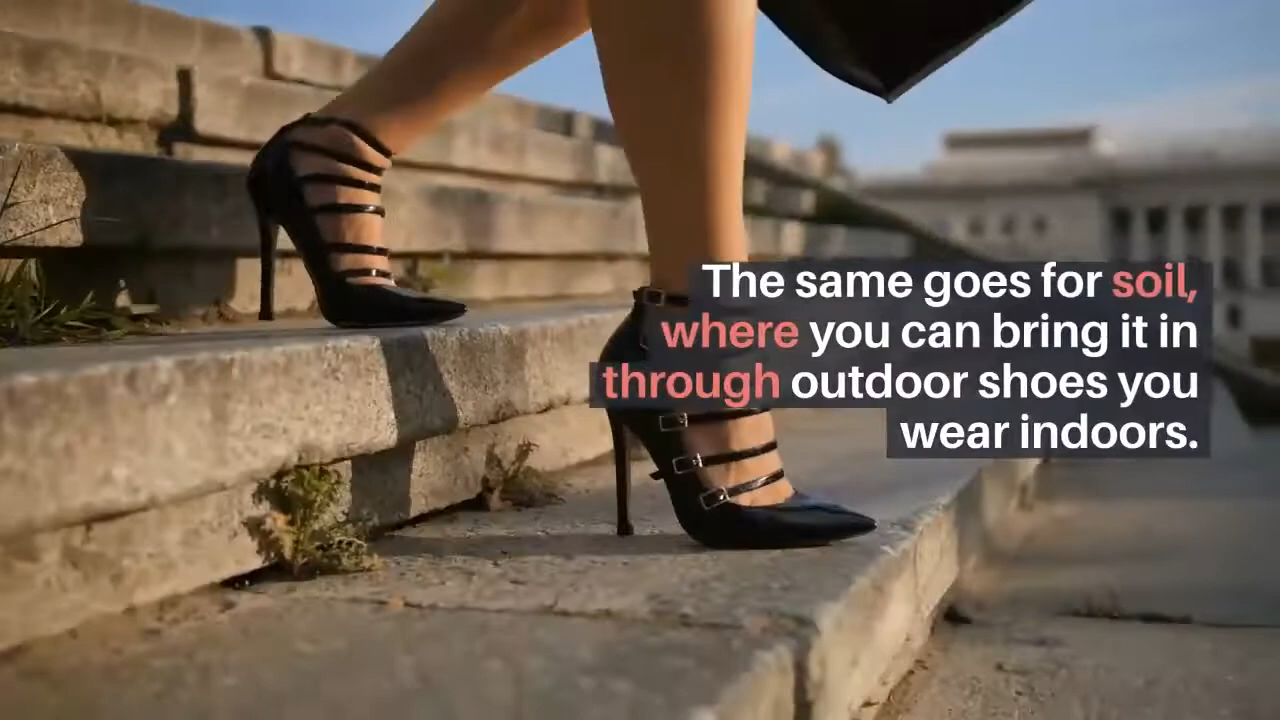 The same goes for soil,
where you can bring it in
through outdoor shoes you
wear indoors.